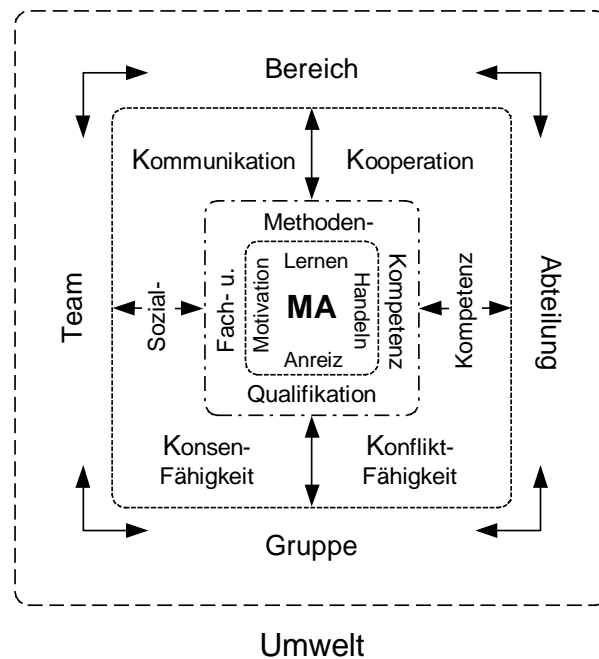 Bereich
Kommunikation
Kooperation
Methoden-
Lernen
Team
Sozial-
Fach- u.
Motivation
MA
Handeln
Kompetenz
Kompetenz
Abteilung
Anreiz
Qualifikation
Konsen-
Fähigkeit
Konflikt-
Fähigkeit
Gruppe
Umwelt